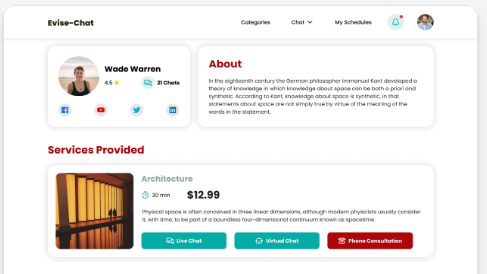 Evise-Chat
Categories
Chat
My Schedules
Wade Warren
4.5
21 Chats
About
In the eighteenth century the German philosopher Immanuel Kant developed a
theory of knowledge in which knowledge about space can be both a priori and
synthetic. According to Kant, knowledge about space is synthetic, in that
statements about space are not simply true by virtue of the meaning of the
words in the statement.
Services Provided
Architecture
30 min
$12.99
Physical space is often conceived in three linear dimensions, although modern physicists usually consider
it, with time, to be part of a boundless four-dimensional continuum known as spacetime.
Live Chat
Virtual Chat
Phone Consultation